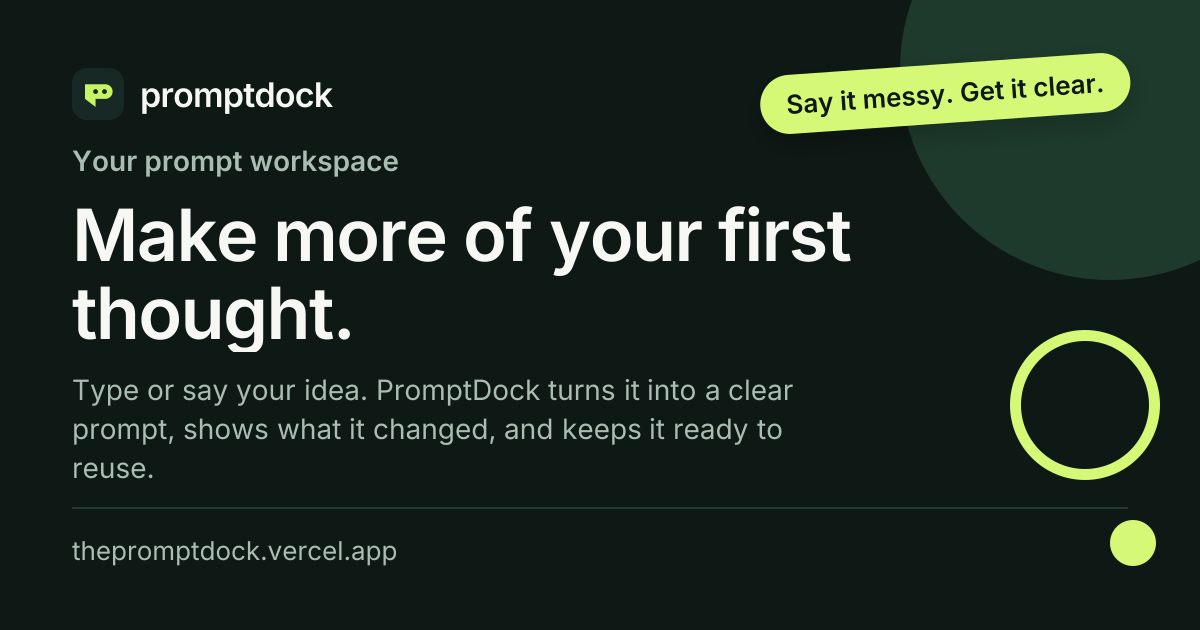 promptdock
Say it messy. Get it clear.
Your prompt workspace
Make more of your first
thought.
Type or say your idea. PromptDock turns it into a clear
prompt, shows what it changed, and keeps it ready to
reuse.
thepromptdock.vercel.app